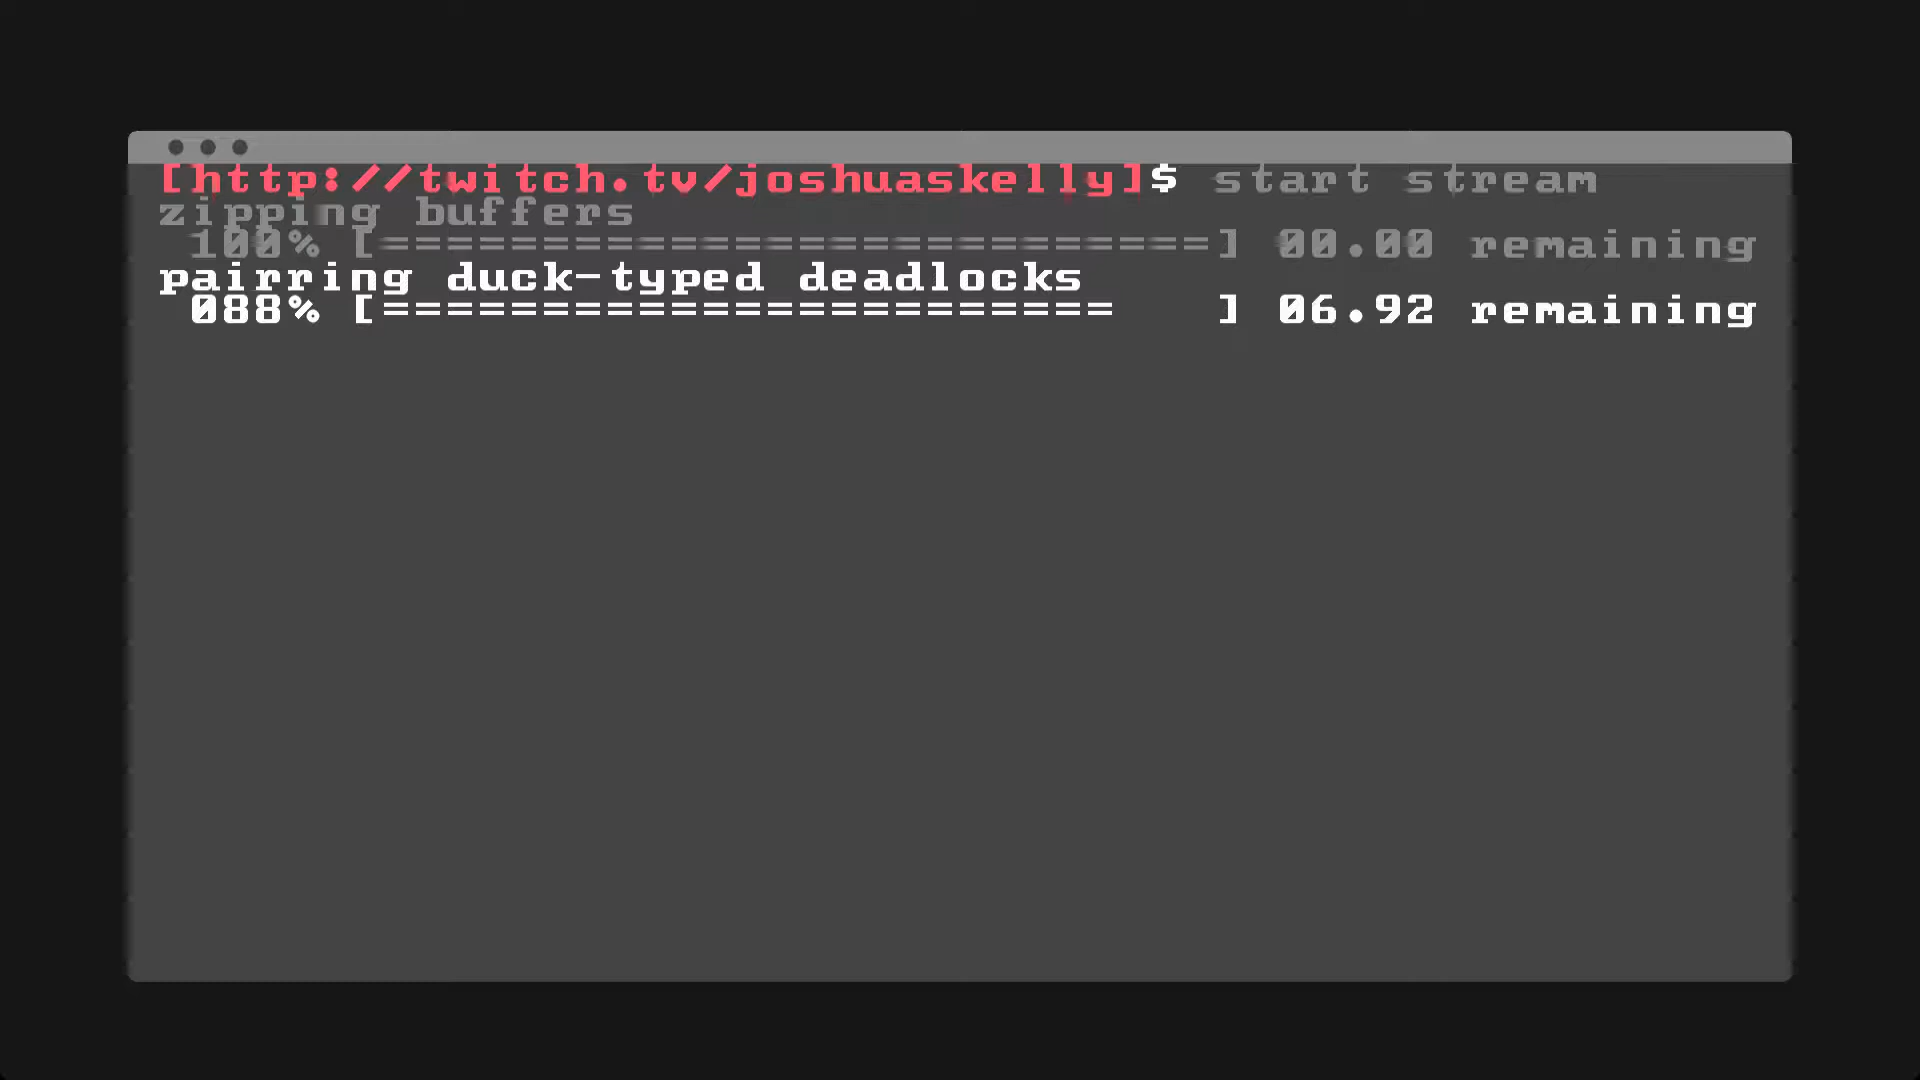 [http://twitch.tv/joshuaskelly]$ start stream
zipping buffers
100% [==========================] 00.00 remaining
pairring duck-typed deadlocks
088% [=======================   ] 06.92 remaining